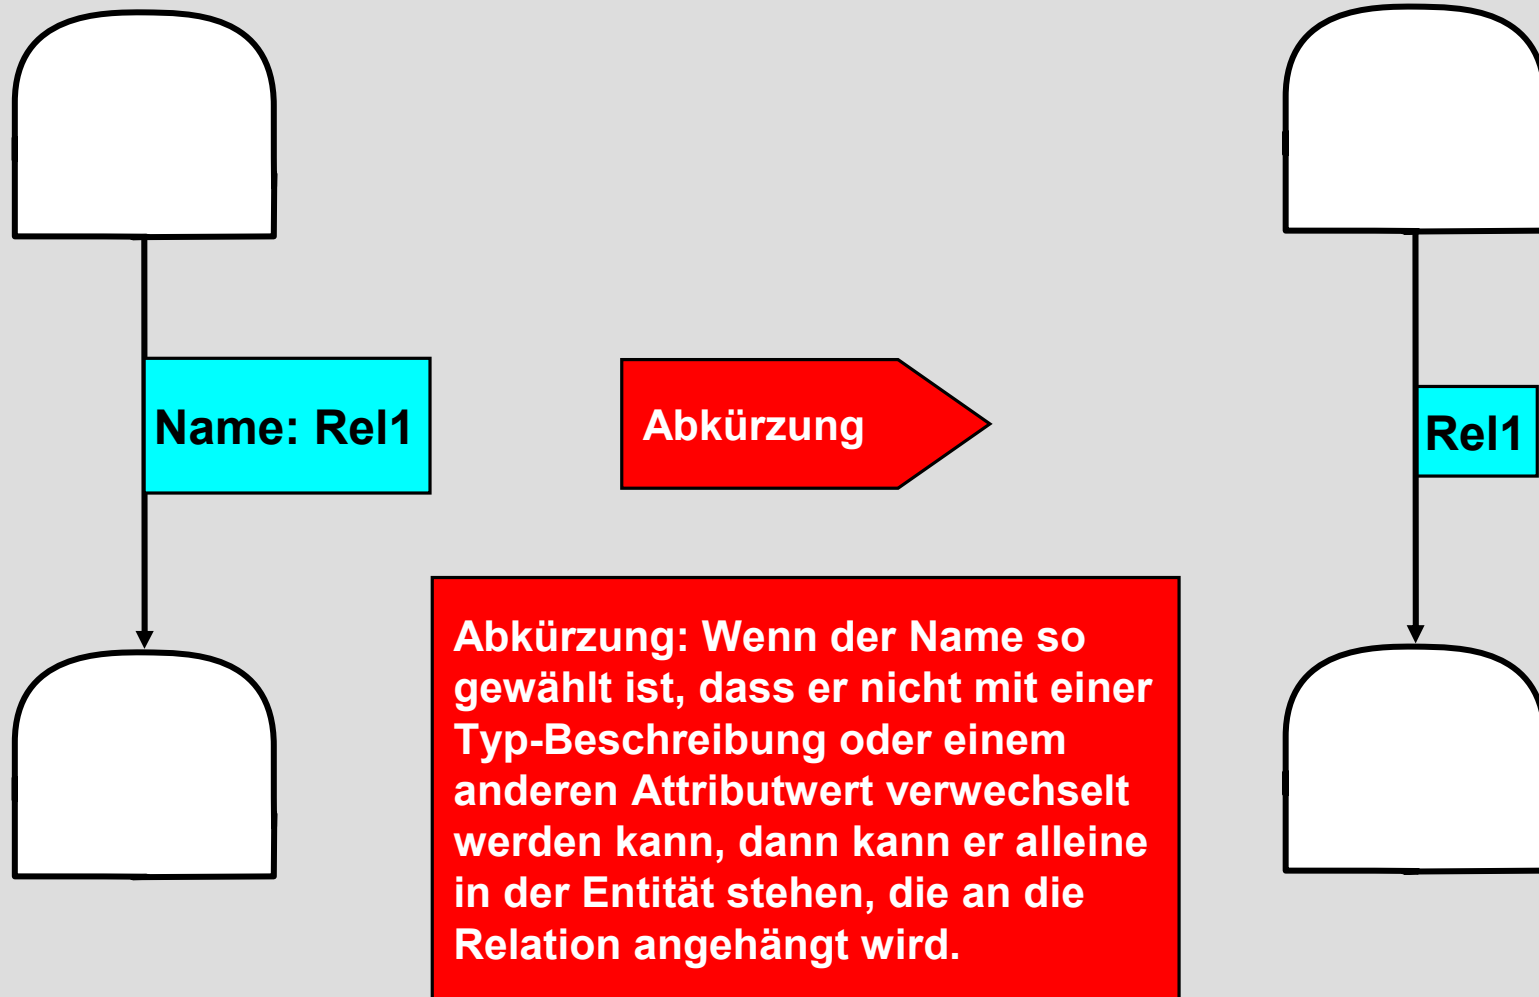 Name: Rel1
Abkürzung
Rel1
Abkürzung: Wenn der Name so
gewählt ist, dass er nicht mit einer
Typ-Beschreibung oder einem
anderen Attributwert verwechselt
werden kann, dann kann er alleine
in der Entität stehen, die an die
Relation angehängt wird.